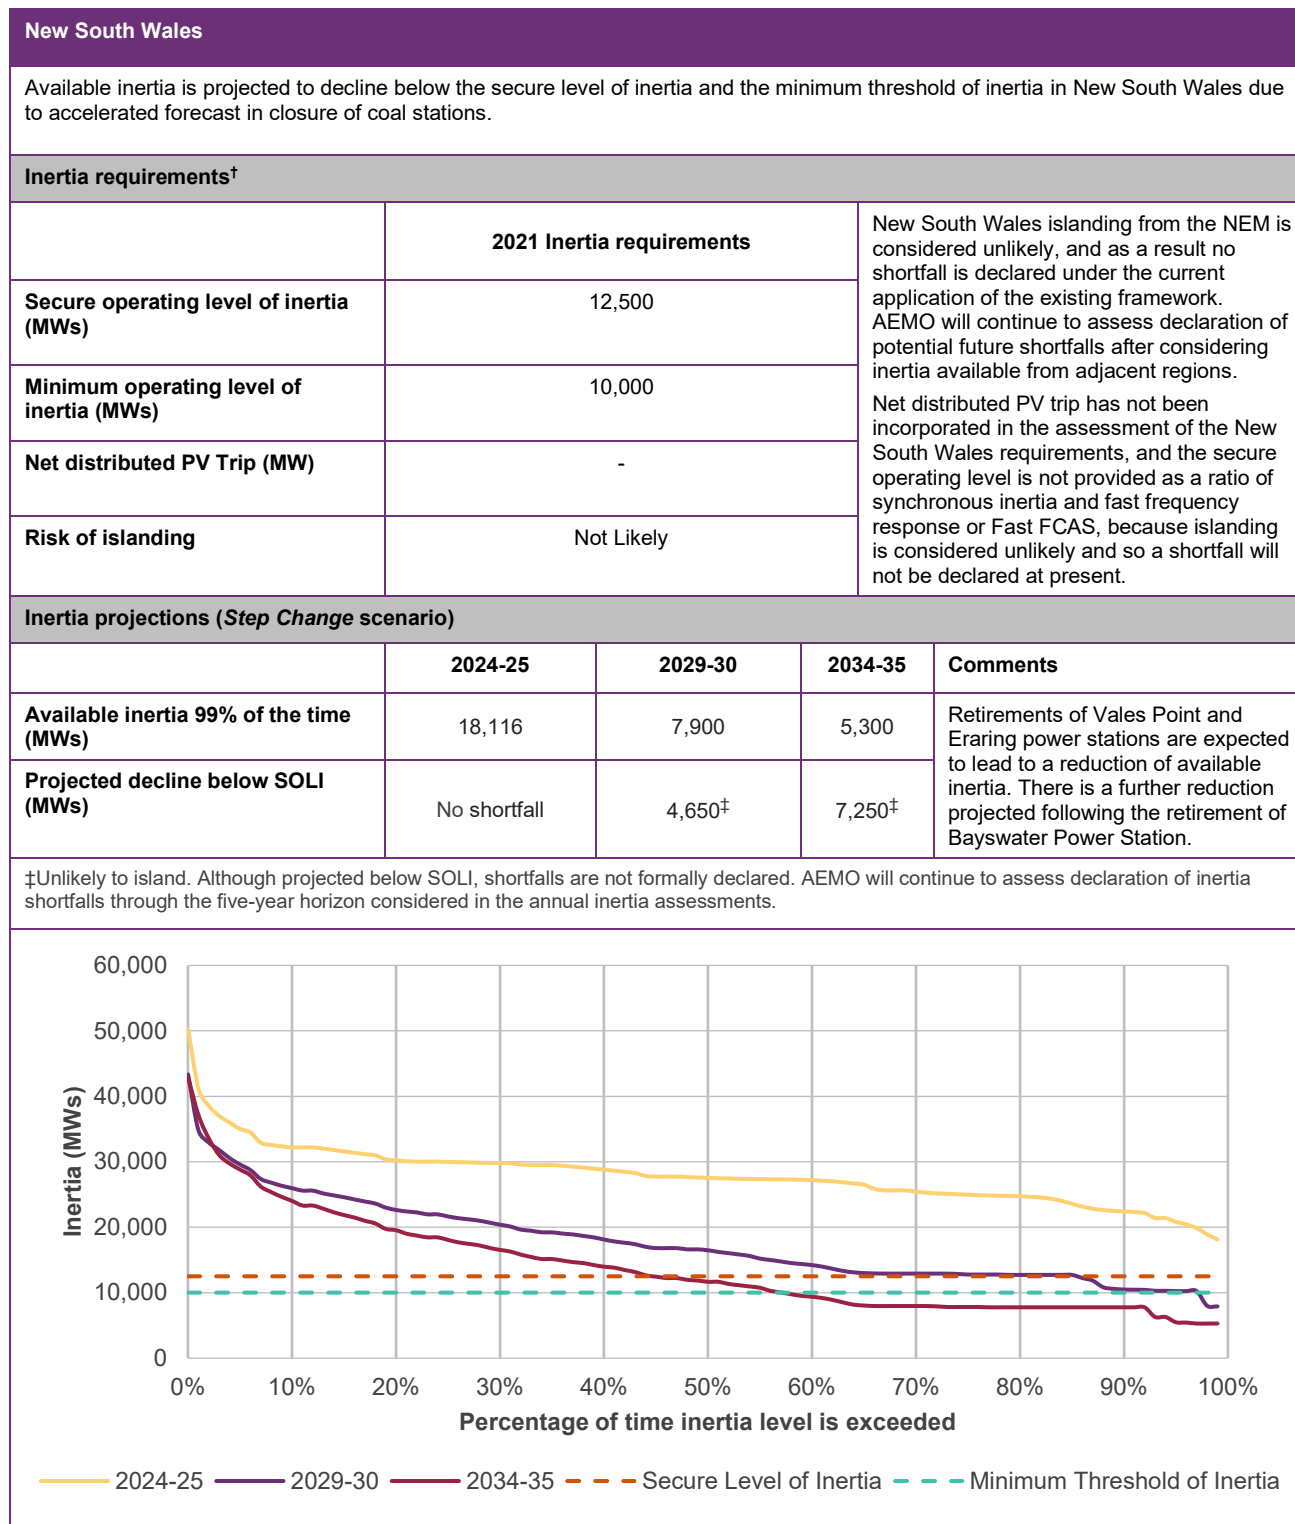 New South Wales
Available inertia is projected to decline below the secure level of inertia and the minimum threshold of inertia in New South Wales due
to accelerated forecast in closure of coal stations.
Inertia requirements†
2021 Inertia requirements
Secure operating level of inertia
(MWs)
12,500
Minimum operating level of
inertia (MWs)
10,000
Net distributed PV Trip (MW)
-
Risk of islanding
Not Likely
New South Wales islanding from the NEM is
considered unlikely, and as a result no
shortfall is declared under the current
application of the existing framework.
AEMO will continue to assess declaration of
potential future shortfalls after considering
inertia available from adjacent regions.
Net distributed PV trip has not been
incorporated in the assessment of the New
South Wales requirements, and the secure
operating level is not provided as a ratio of
synchronous inertia and fast frequency
response or Fast FCAS, because islanding
is considered unlikely and so a shortfall will
not be declared at present.
Inertia projections (Step Change scenario)
2024-25 2029-30 2034-35 Comments
Available inertia 99% of the time
(MWs)
18,116 7,900 5,300
Projected decline below SOLI
(MWs)
No shortfall 4,650‡ 7,250‡
Retirements of Vales Point and
Eraring power stations are expected
to lead to a reduction of available
inertia. There is a further reduction
projected following the retirement of
Bayswater Power Station.
‡Unlikely to island. Although projected below SOLI, shortfalls are not formally declared. AEMO will continue to assess declaration of inertia
shortfalls through the five-year horizon considered in the annual inertia assessments.
Inertia (MWs)
60,000
50,000
40,000
30,000
20,000
10,000
0
0% 10% 20% 30% 40% 50% 60% 70% 80% 90% 100%
Percentage of time inertia level is exceeded
2024-25 2029-30 2034-35 Secure Level of Inertia Minimum Threshold of Inertia